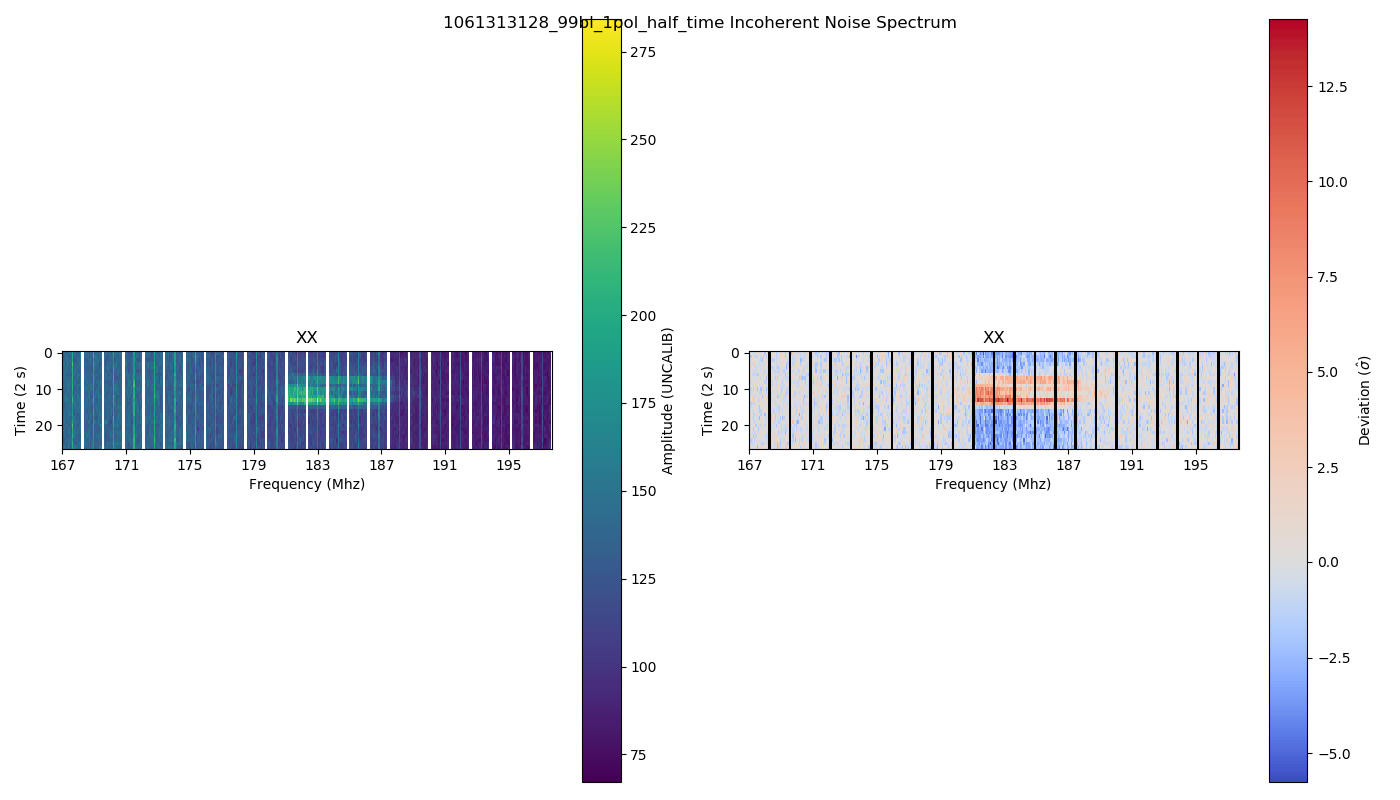 1061313128_99bl_1pol_half_time Incoherent Noise Spectrum
XX
0
10
20
Time (2 s)
167 171 175 179 183 187 191 195
Frequency (Mhz)
275
250
225
200
175
150
125
100
75
Amplitude (UNCALIB)
XX
0
10
20
Time (2 s)
167 171 175 179 183 187 191 195
Frequency (Mhz)
12.5
10.0
7.5
5.0
2.5
0.0
−2.5
−5.0
Deviation (σ̂)